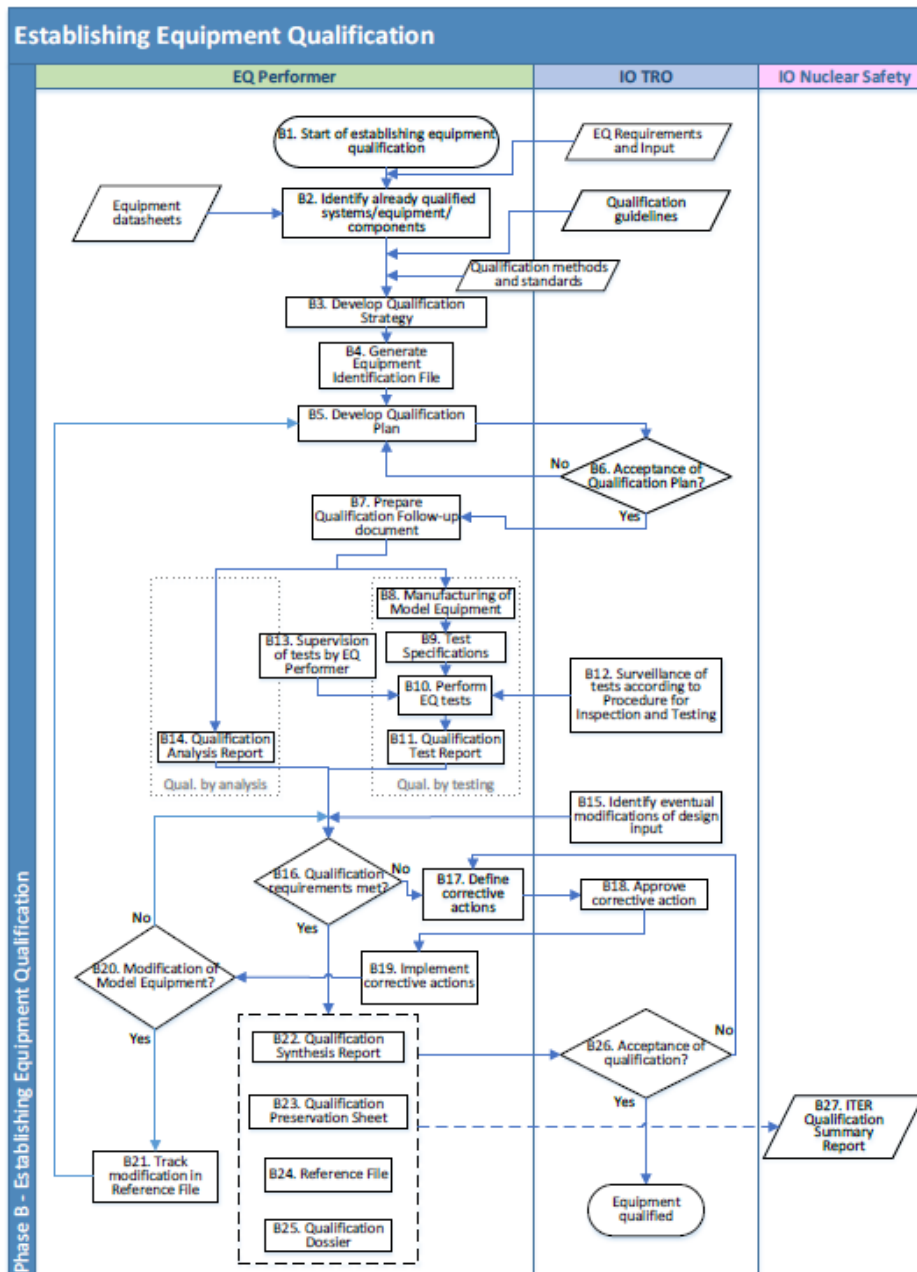 Establishing Equipment Qualification
EQ Performer
IO TRO
IO Nuclear Safety
B1. Start of establishing equipment
qualification
EQ Requirements
and Input
Equipment
datasheets
B2. Identify already qualified
systems/equipment/
components
Qualification
guidelines
Qualification methods
and standards
B3. Develop Qualification
Strategy
B4. Generate
Equipment
Identification File
B5. Develop Qualification
Plan
No
B6. Acceptance of
Qualification Plan?
Yes
B7. Prepare
Qualification Follow-up
document
B8. Manufacturing of
Model Equipment
B13. Supervision
of tests by EQ
Performer
B9. Test
Specifications
B10. Perform
EQ tests
B12. Surveillance of
tests according to
Procedure for
Inspection and Testing
B14. Qualification
Analysis Report
B11. Qualification
Test Report
Qual. by analysis
Qual. by testing
B15. Identify eventual
modifications of design
input
B16. Qualification
requirements met?
No
B17. Define
corrective
actions
B18. Approve
corrective action
Yes
No
B20. Modification of
Model Equipment?
B19. Implement
corrective actions
Yes
B22. Qualification
Synthesis Report
B26. Acceptance of
qualification?
No
Yes
B23. Qualification
Preservation Sheet
B27. ITER
Qualification
Summary
Report
B21. Track
modification in
Reference File
B24. Reference File
Equipment
qualified
B25. Qualification
Dossier
Phase B - Establishing Equipment Qualification